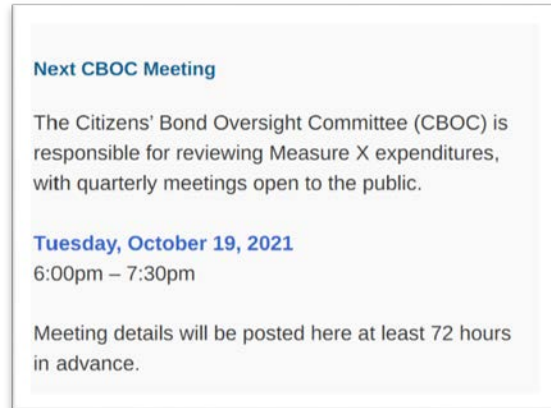 Next CBOC Meeting
The Citizens’ Bond Oversight Committee (CBOC) is
responsible for reviewing Measure X expenditures,
with quarterly meetings open to the public.
Tuesday, October 19, 2021
6:00pm – 7:30pm
Meeting details will be posted here at least 72 hours
in advance.